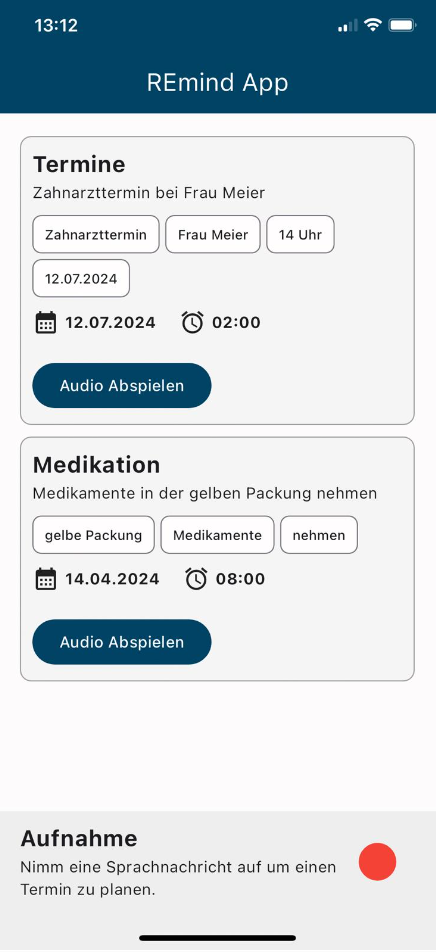 13:12
REmind App
Termine
Zahnarzttermin bei Frau Meier
Zahnarzttermin Frau Meier 14 Uhr
12.07.2024
12.07.2024 02:00
Audio Abspielen
Medikation
Medikamente in der gelben Packung nehmen
gelbe Packung Medikamente nehmen
14.04.2024 08:00
Audio Abspielen
Aufnahme
Nimm eine Sprachnachricht auf um einen
Termin zu planen.